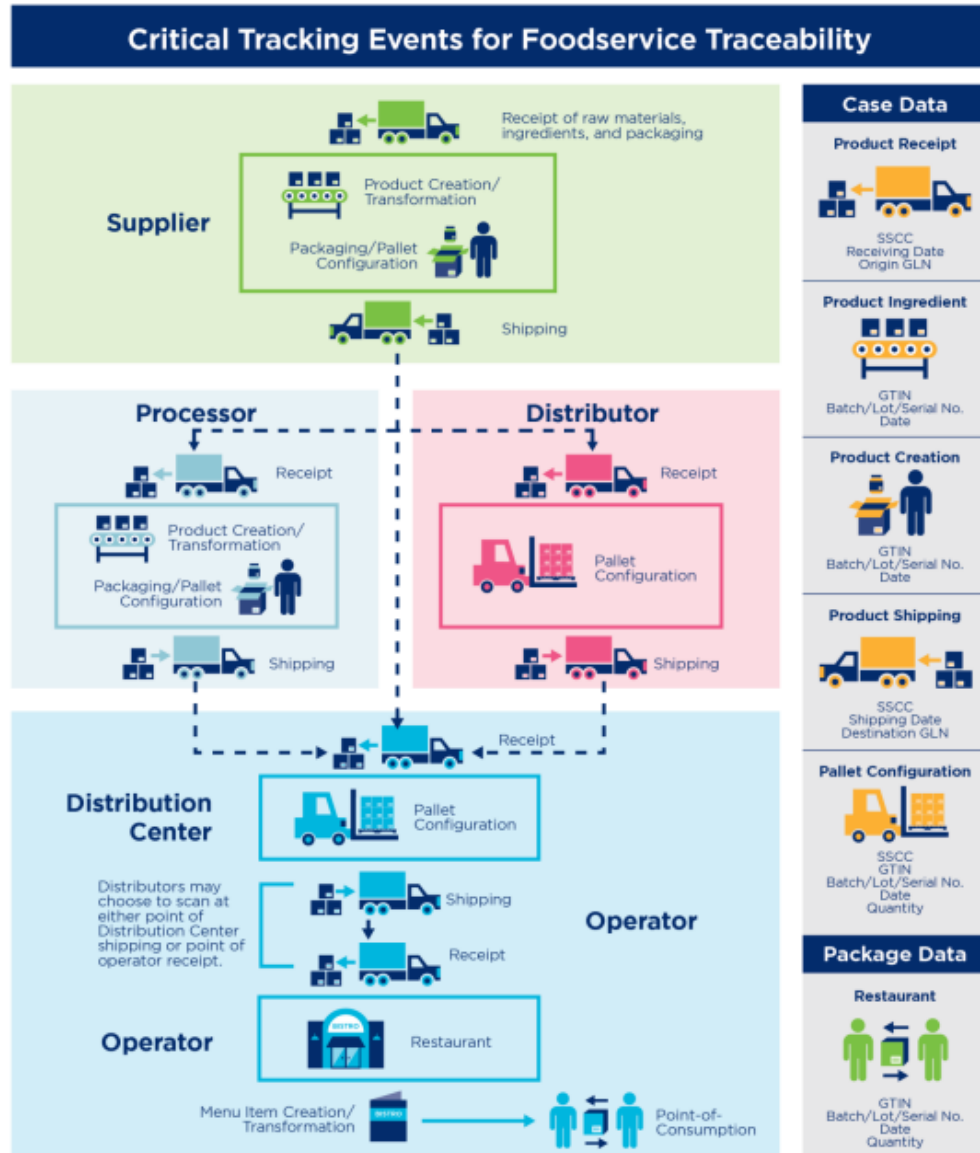 Critical Tracking Events for Foodservice Traceability
Supplier
Receipt of raw materials,
ingredients, and packaging
Product Creation/
Transformation
Packaging/Pallet
Configuration
Shipping
Processor
Receipt
Product Creation/
Transformation
Packaging/Pallet
Configuration
Shipping
Distributor
Receipt
Pallet
Configuration
Shipping
Receipt
Distribution
Center
Pallet
Configuration
Distributors may
choose to scan at
either point of
Distribution Center
shipping or point of
operator receipt.
Shipping
Receipt
Operator
Operator
BISTRO
Restaurant
Menu Item Creation/
Transformation
BISTRO
Point-of-
Consumption
Case Data
Product Receipt
SSCC
Receiving Date
Origin GLN
Product Ingredient
GTIN
Batch/Lot/Serial No.
Date
Product Creation
GTIN
Batch/Lot/Serial No.
Date
Product Shipping
SSCC
Shipping Date
Destination GLN
Pallet Configuration
SSCC
GTIN
Batch/Lot/Serial No.
Date
Quantity
Package Data
Restaurant
GTIN
Batch/Lot/Serial No.
Date
Quantity